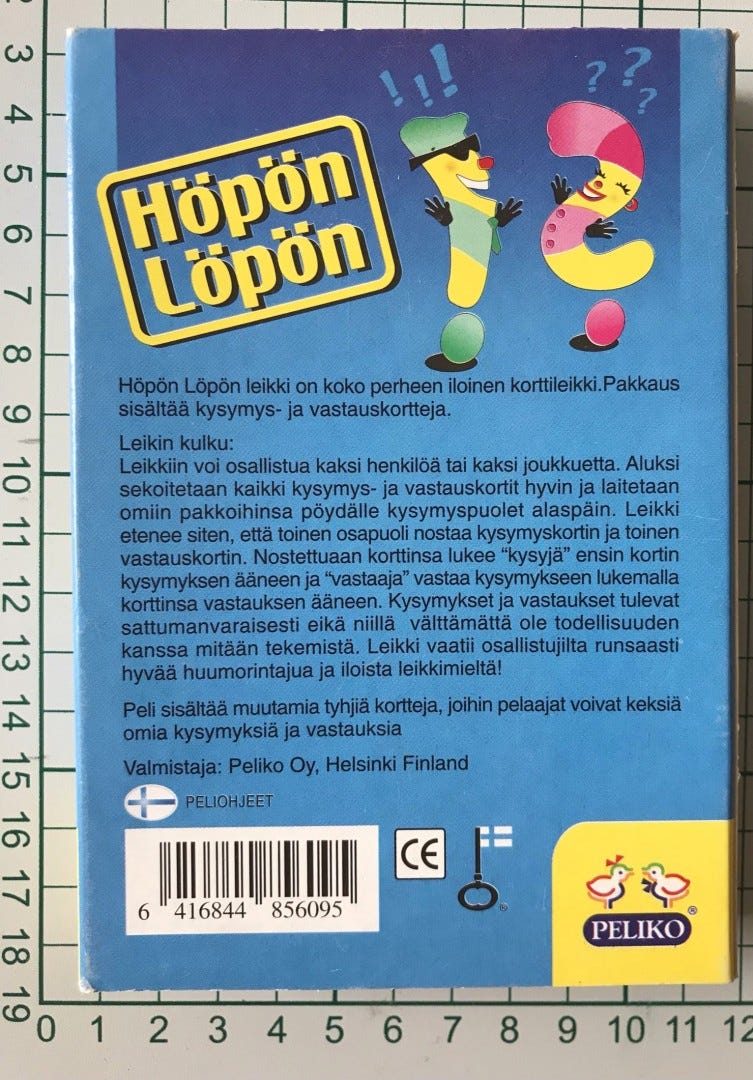 ! ! !
? ? ?
Höpön
Löpön
Höpön Löpön leikki on koko perheen iloinen korttileikki.Pakkaus
sisältää kysymys- ja vastauskortteja.
Leikin kulku:
Leikkiin voi osallistua kaksi henkilöä tai kaksi joukkuetta. Aluksi
sekoitetaan kaikki kysymys- ja vastauskortit hyvin ja laitetaan
omiin pakkoihinsa pöydälle kysymyspuolet alaspäin. Leikki
etenee siten, että toinen osapuoli nostaa kysymyskortin ja toinen
vastauskortin. Nostettuaan korttinsa lukee "kysyjä" ensin kortin
kysymyksen ääneen ja "vastaaja" vastaa kysymykseen lukemalla
korttinsa vastauksen ääneen. Kysymykset ja vastaukset tulevat
sattumanvaraisesti eikä niillä välttämättä ole todellisuuden
kanssa mitään tekemistä. Leikki vaatii osallistujilta runsaasti
hyvää huumorintajua ja iloista leikkimieltä!
Peli sisältää muutamia tyhjiä kortteja, joihin pelaajat voivat keksiä
omia kysymyksiä ja vastauksia
Valmistaja: Peliko Oy, Helsinki Finland
PELIOHJEET
6 416844 856095
CE
®
PELIKO ®
3
4
5
6
7
8
9
10
11
12
13
14
15
16
17
18
19
0 1 2 3 4 5 6 7 8 9 10 11 12